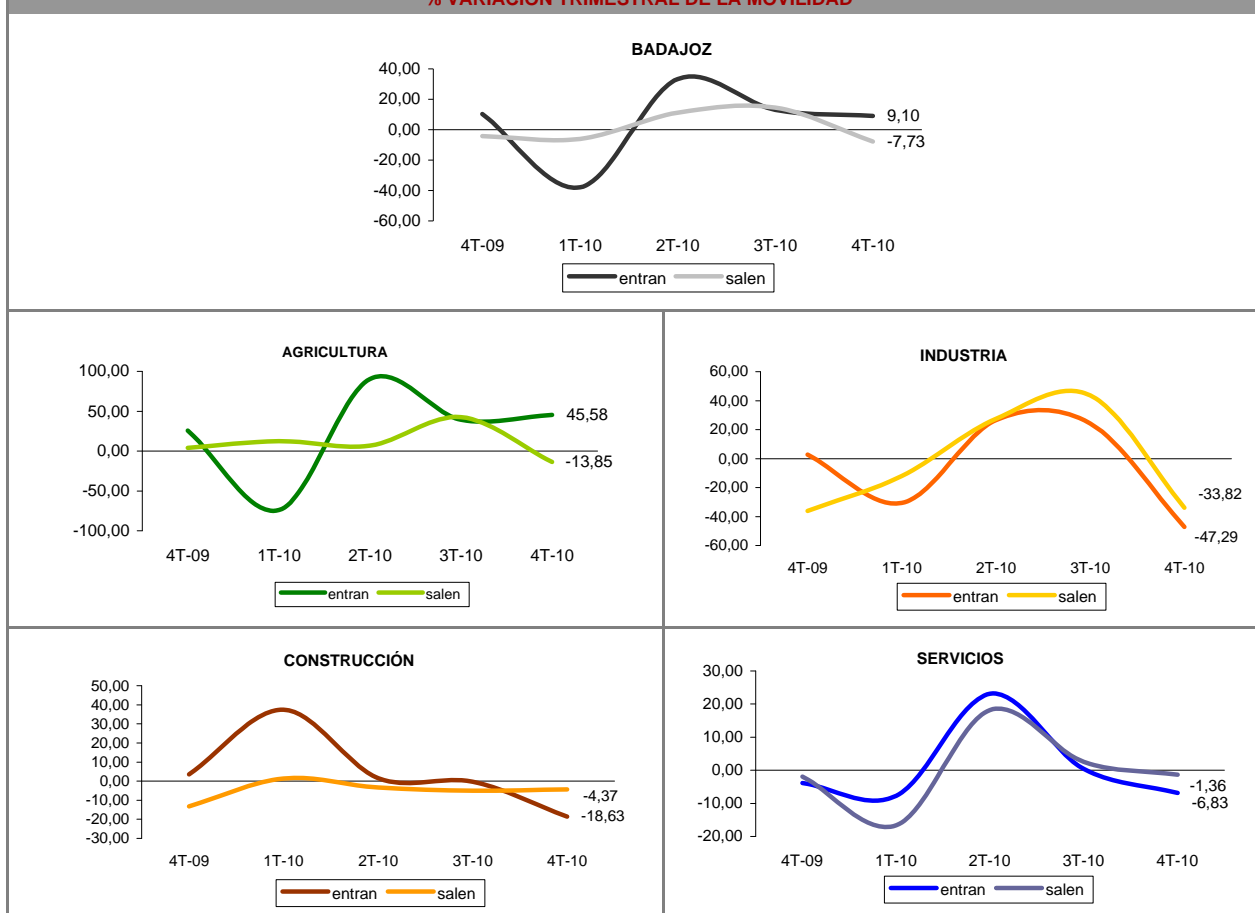 % VARIACIÓN TRIMESTRAL DE LA MOVILIDAD
BADAJOZ
40,00
20,00
0,00
-20,00
-40,00
-60,00
9,10
-7,73
4T-09 1T-10 2T-10 3T-10 4T-10
entran salen
AGRICULTURA
100,00
50,00
0,00
-50,00
-100,00
45,58
-13,85
4T-09 1T-10 2T-10 3T-10 4T-10
entran salen
INDUSTRIA
60,00
40,00
20,00
0,00
-20,00
-40,00
-60,00
-33,82
-47,29
4T-09 1T-10 2T-10 3T-10 4T-10
entran salen
CONSTRUCCIÓN
50,00
40,00
30,00
20,00
10,00
0,00
-10,00
-20,00
-30,00
-4,37
-18,63
4T-09 1T-10 2T-10 3T-10 4T-10
entran salen
SERVICIOS
30,00
20,00
10,00
0,00
-10,00
-20,00
-1,36
-6,83
4T-09 1T-10 2T-10 3T-10 4T-10
entran salen